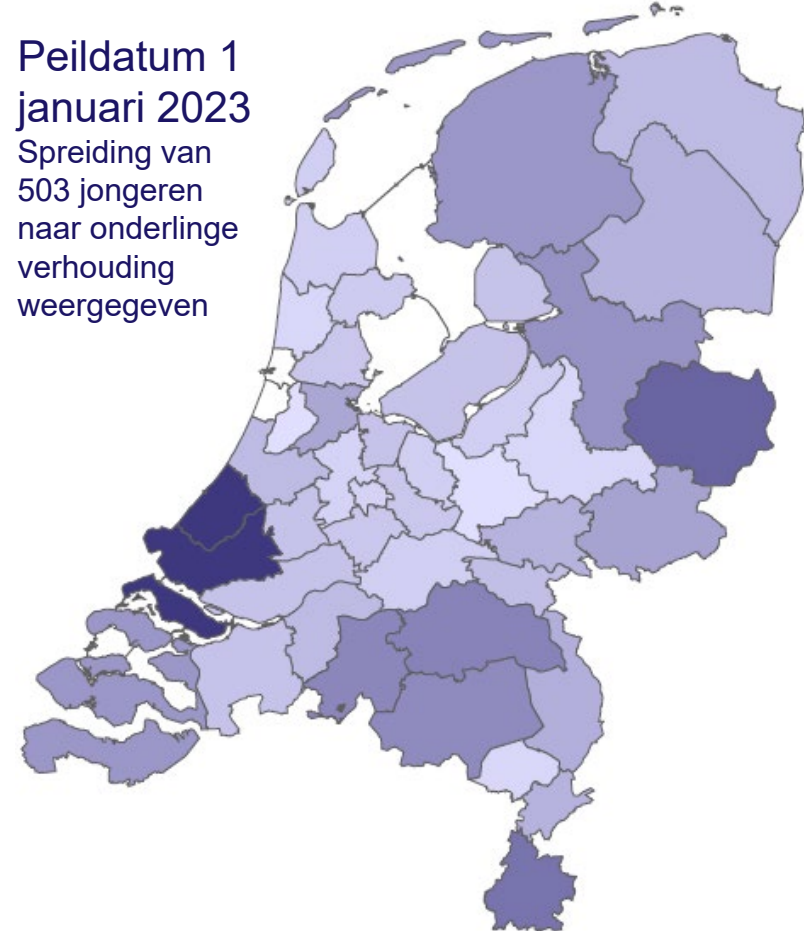 Peildatum 1
januari 2023
Spreiding van
503 jongeren
naar onderlinge
verhouding
weergegeven